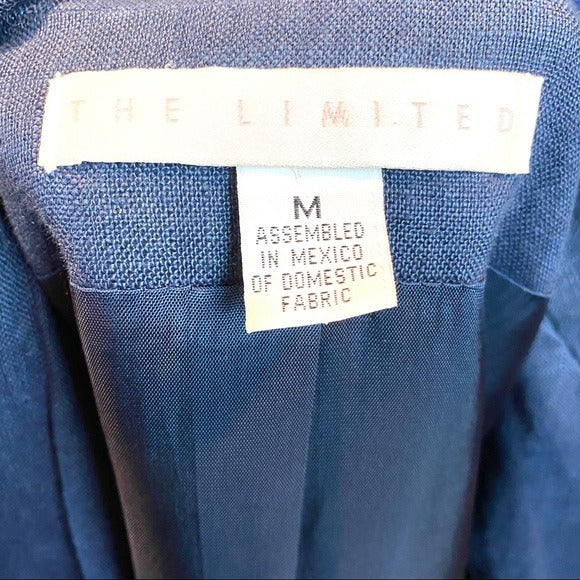 THE LIMITED
M
ASSEMBLED
IN MEXICO
OF DOMESTIC
FABRIC